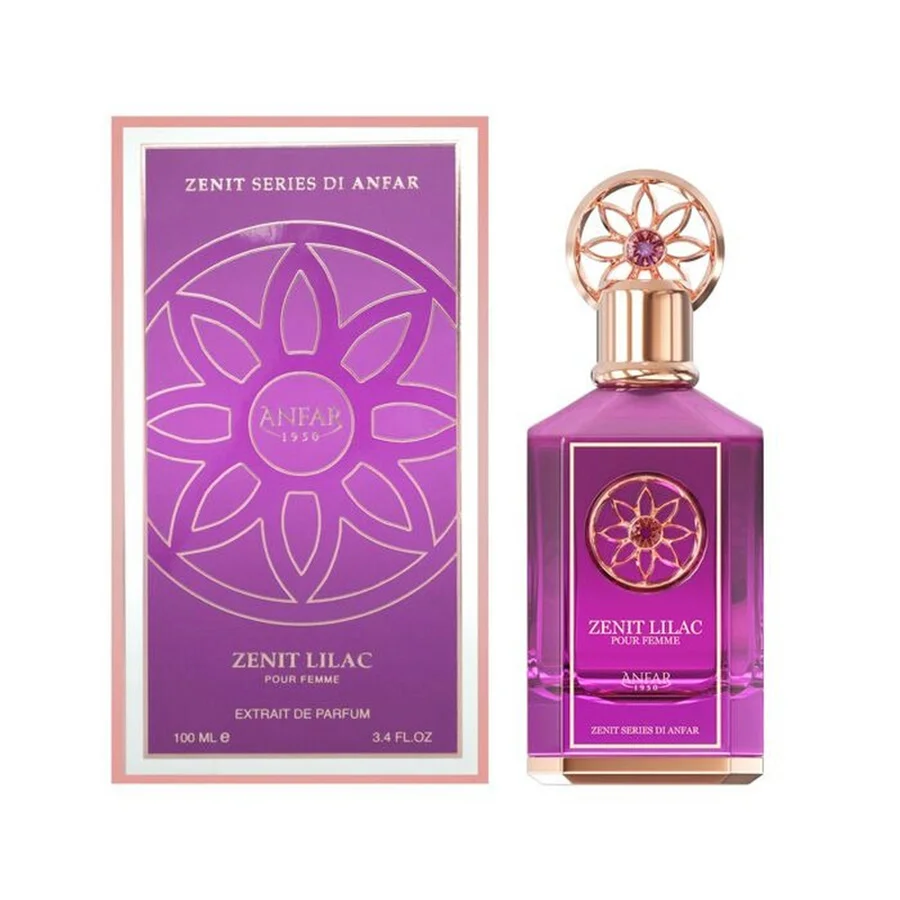 ZENIT SERIES DI ANFAR
ANFAR
1950
ZENIT LILAC
POUR FEMME
EXTRAIT DE PARFUM
100 ML e
3.4 FL.OZ
ZENIT LILAC
POUR FEMME
ANFAR
1950
ZENIT SERIES DI ANFAR